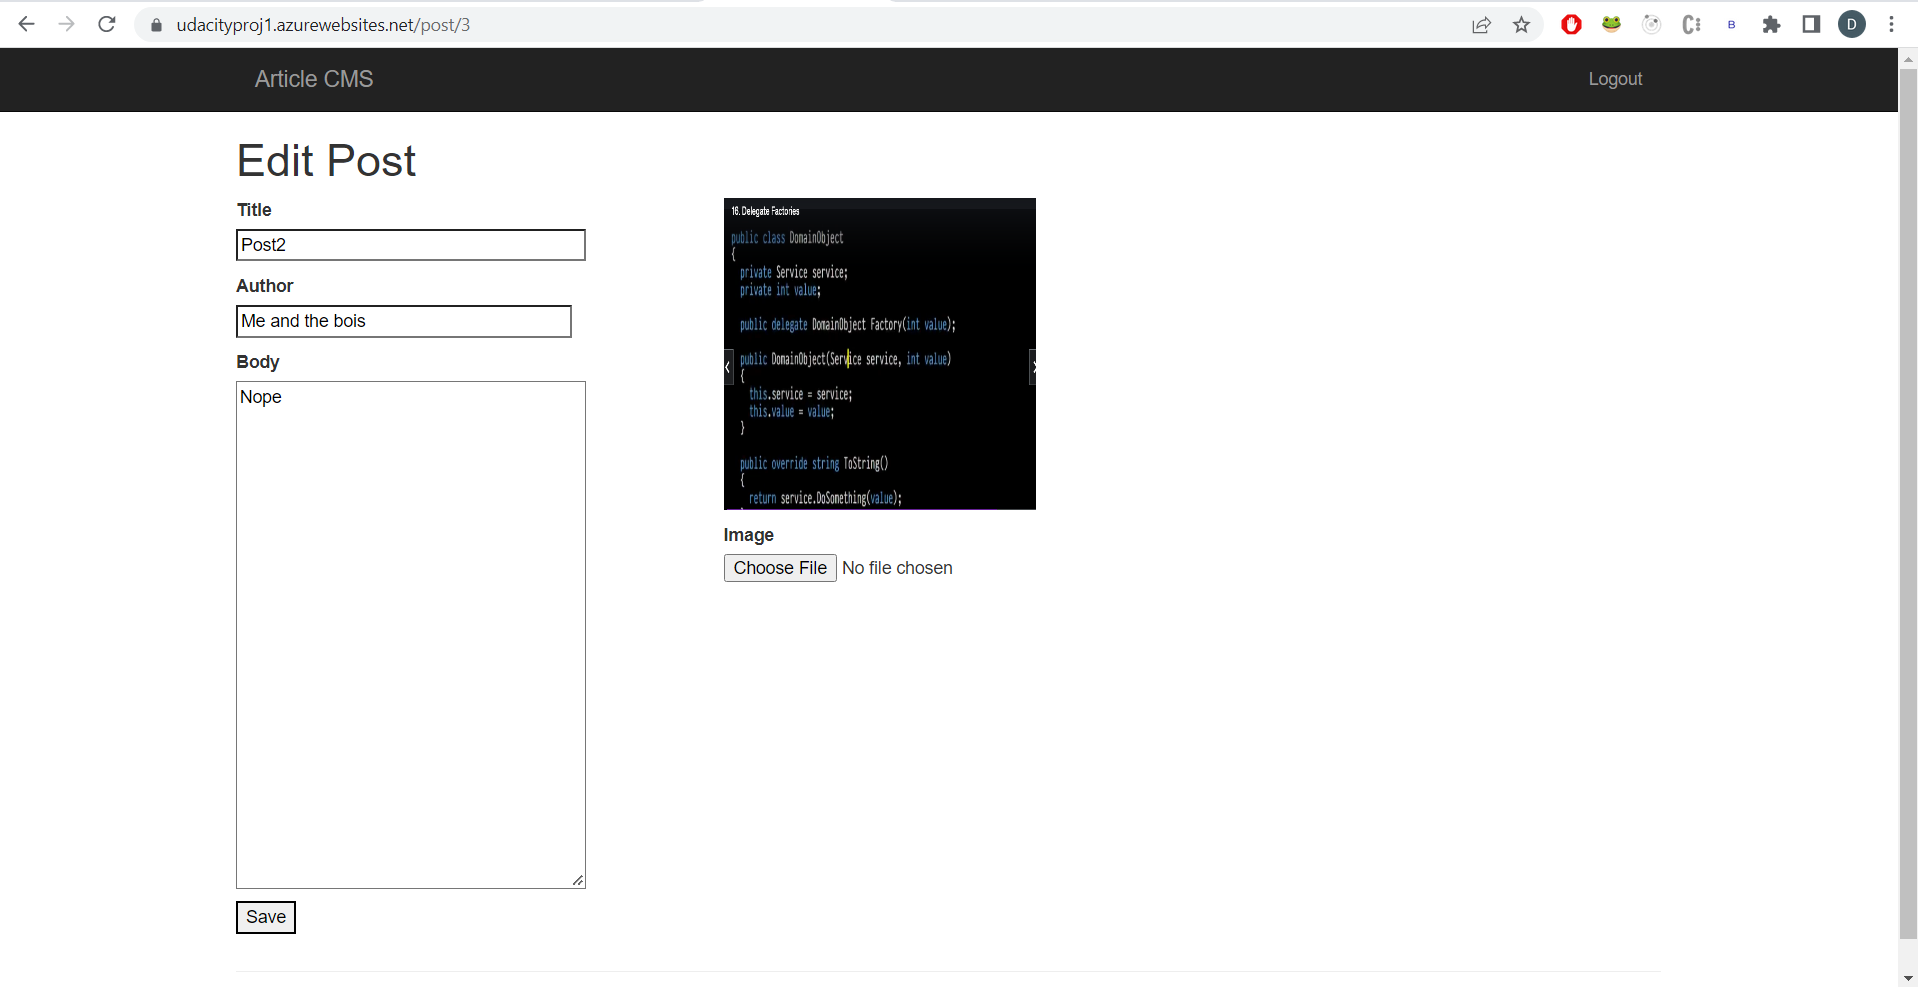 udacityproj1.azurewebsites.net/post/3
B
D
Article CMS
Logout
Edit Post
Title
Post2
Author
Me and the bois
Body
Nope
Save
16. Delegate Factories
public class DomainObject
{
private Service service;
private int value;
public delegate DomainObject Factory(int value);
public DomainObject(Service service, int value)
{
this.service = service;
this.value = value;
}
public override string ToString()
{
return service.DoSomething(value);
Image
Choose File No file chosen